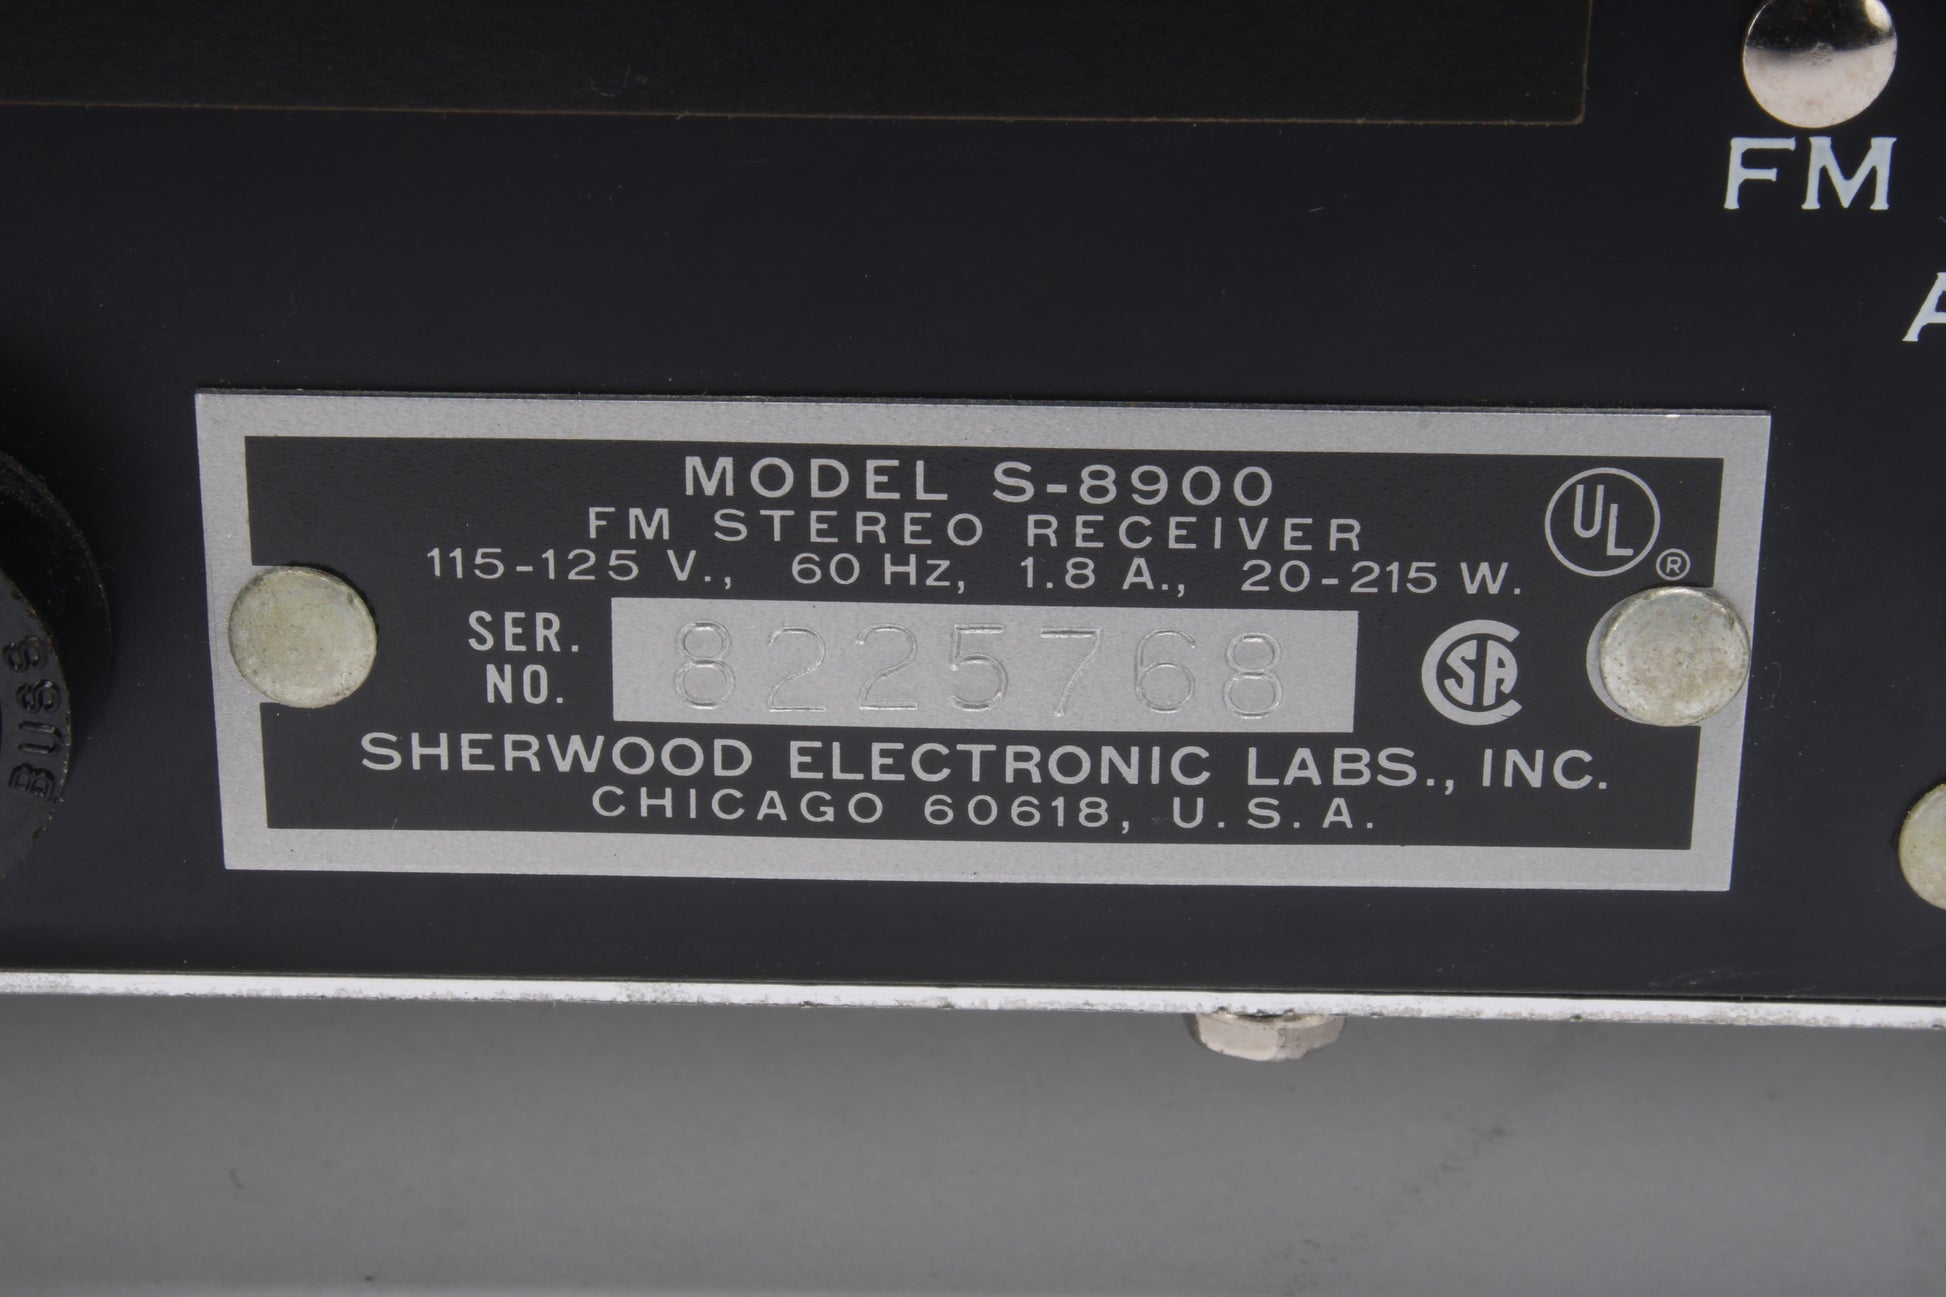 FM
A
MODEL S-8900
UL
FM STEREO RECEIVER
®
115-125 V., 60 Hz, 1.8 A., 20-215 W.
SER. NO. 8225768
CSA
SHERWOOD ELECTRONIC LABS., INC.
CHICAGO 60618, U.S.A.
BUSS